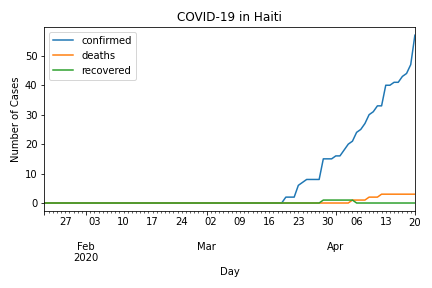 COVID-19 in Haiti
confirmed
deaths
recovered
Number of Cases
50
40
30
20
10
0
27 03 10 17 24 02 09 16 23 30 06 13 20
Feb Mar Apr
2020
Day